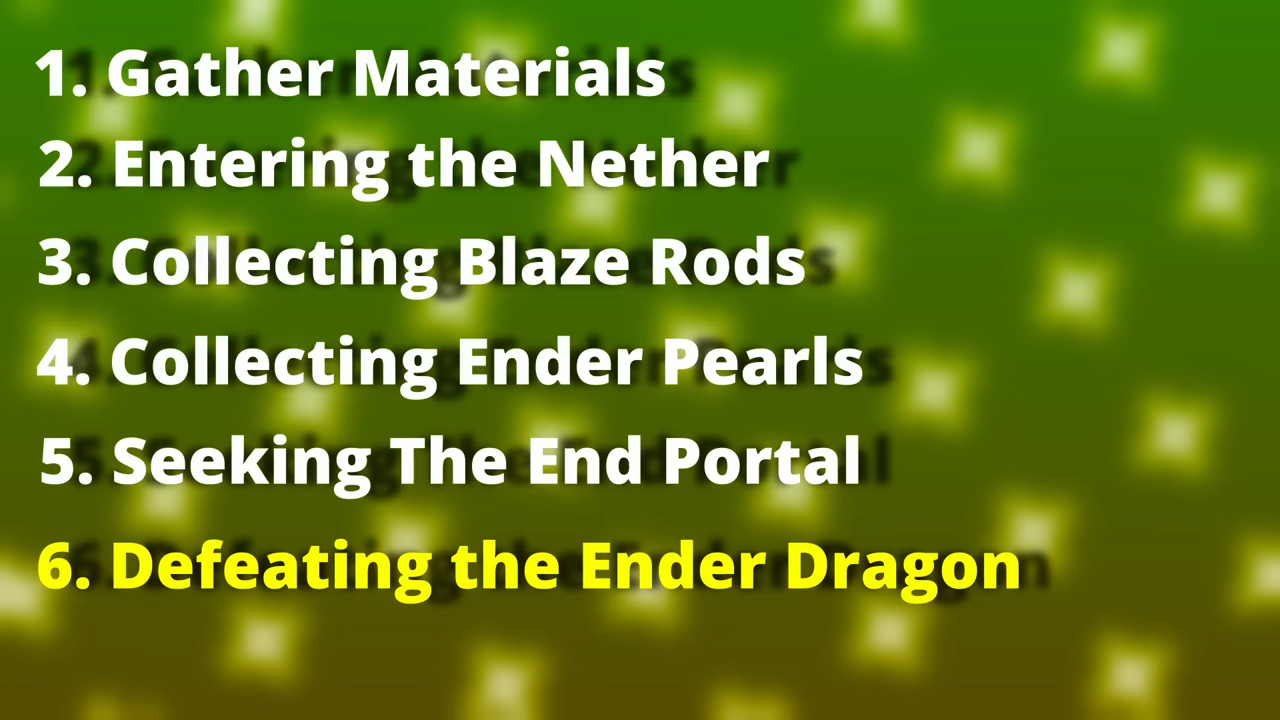 1. Gather Materials
2. Entering the Nether
3. Collecting Blaze Rods
4. Collecting Ender Pearls
5. Seeking The End Portal
6. Defeating the Ender Dragon